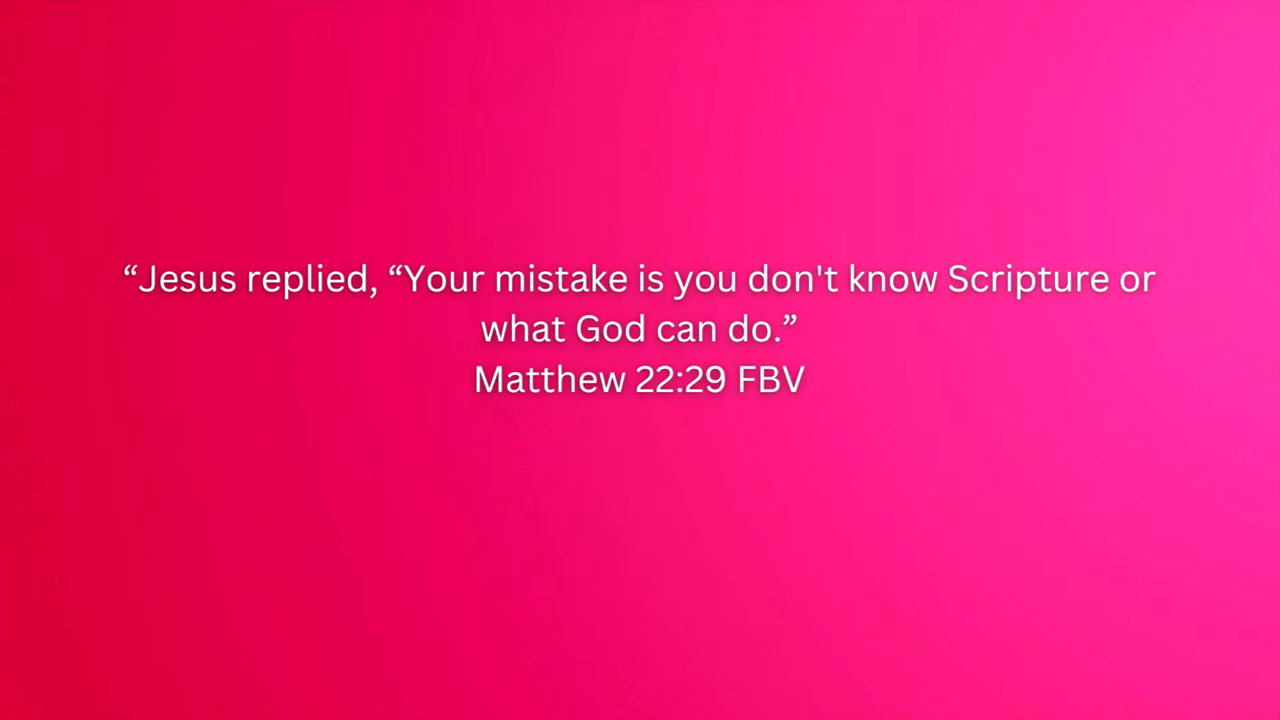 “Jesus replied, “Your mistake is you don't know Scripture or
what God can do.”
Matthew 22:29 FBV